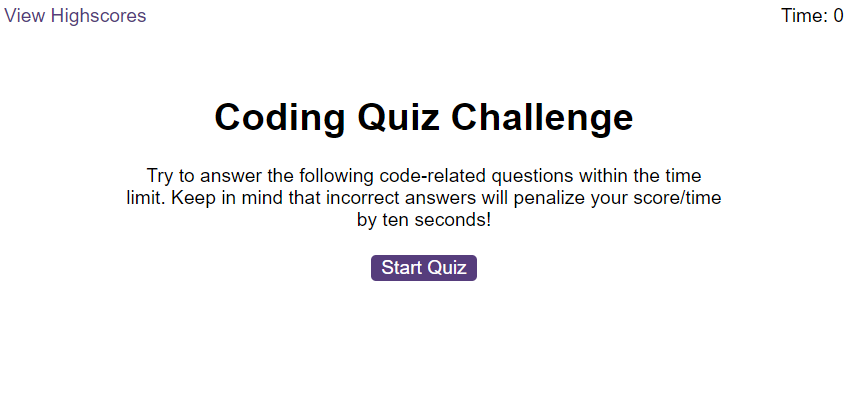 View Highscores
Time: 0
Coding Quiz Challenge
Try to answer the following code-related questions within the time
limit. Keep in mind that incorrect answers will penalize your score/time
by ten seconds!
Start Quiz